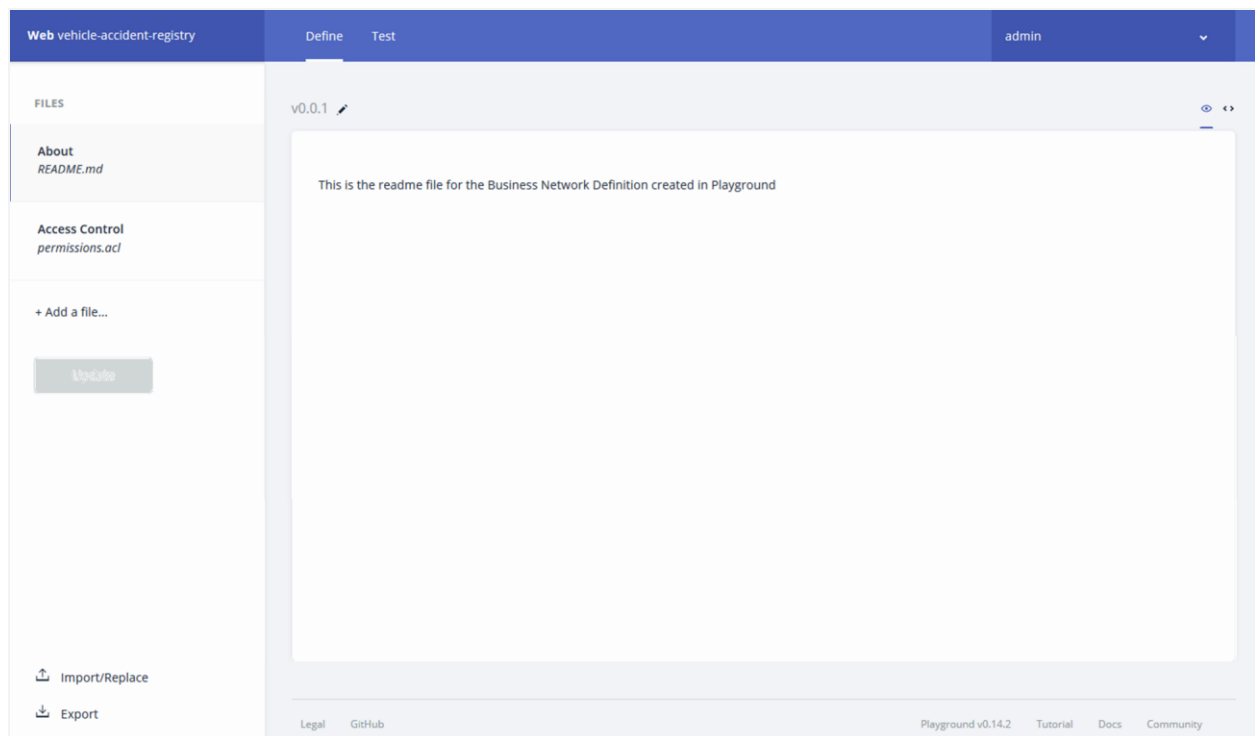 Web vehicle-accident-registry
Define
Test
admin
FILES
About
README.md
Access Control
permissions.acl
+ Add a file...
Update
Import/Replace
Export
v0.0.1
This is the readme file for the Business Network Definition created in Playground
Legal
GitHub
Playground v0.14.2
Tutorial
Docs
Community